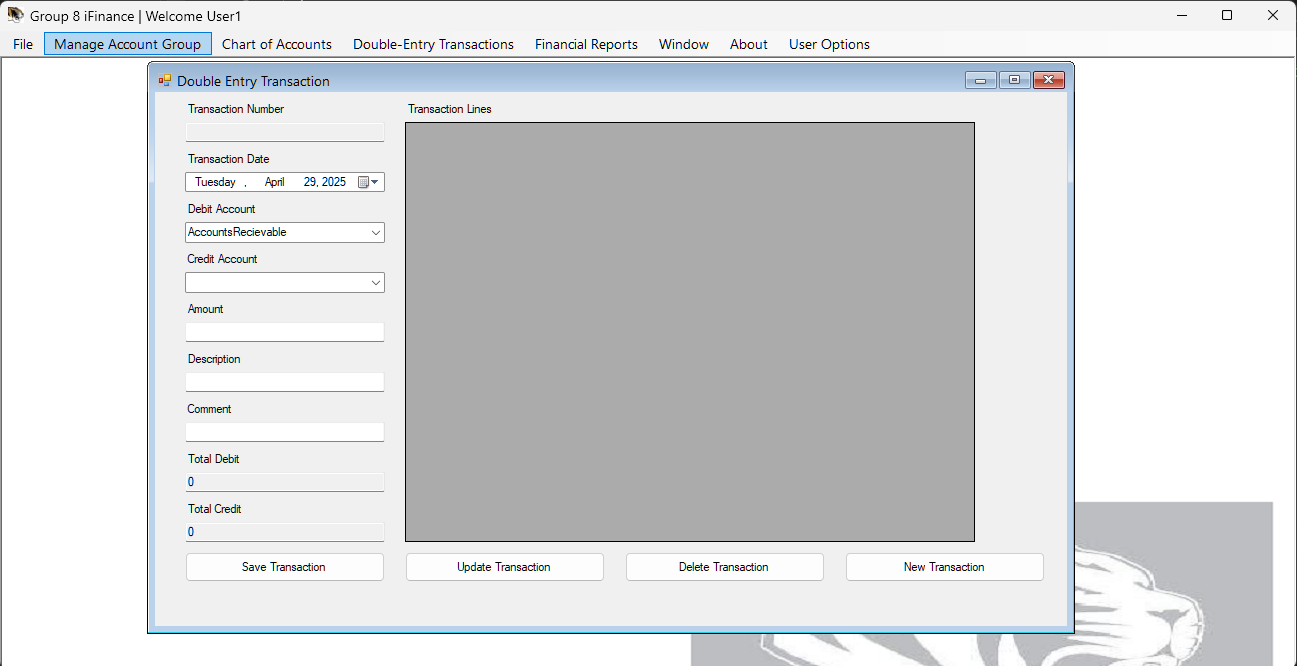 Group 8 iFinance | Welcome User1
File Manage Account Group Chart of Accounts Double-Entry Transactions Financial Reports Window About User Options
Double Entry Transaction
Transaction Number
Transaction Lines
Transaction Date
Tuesday , April 29, 2025
Debit Account
AccountsRecievable
Credit Account
Amount
Description
Comment
Total Debit
0
Total Credit
0
Save Transaction Update Transaction Delete Transaction New Transaction